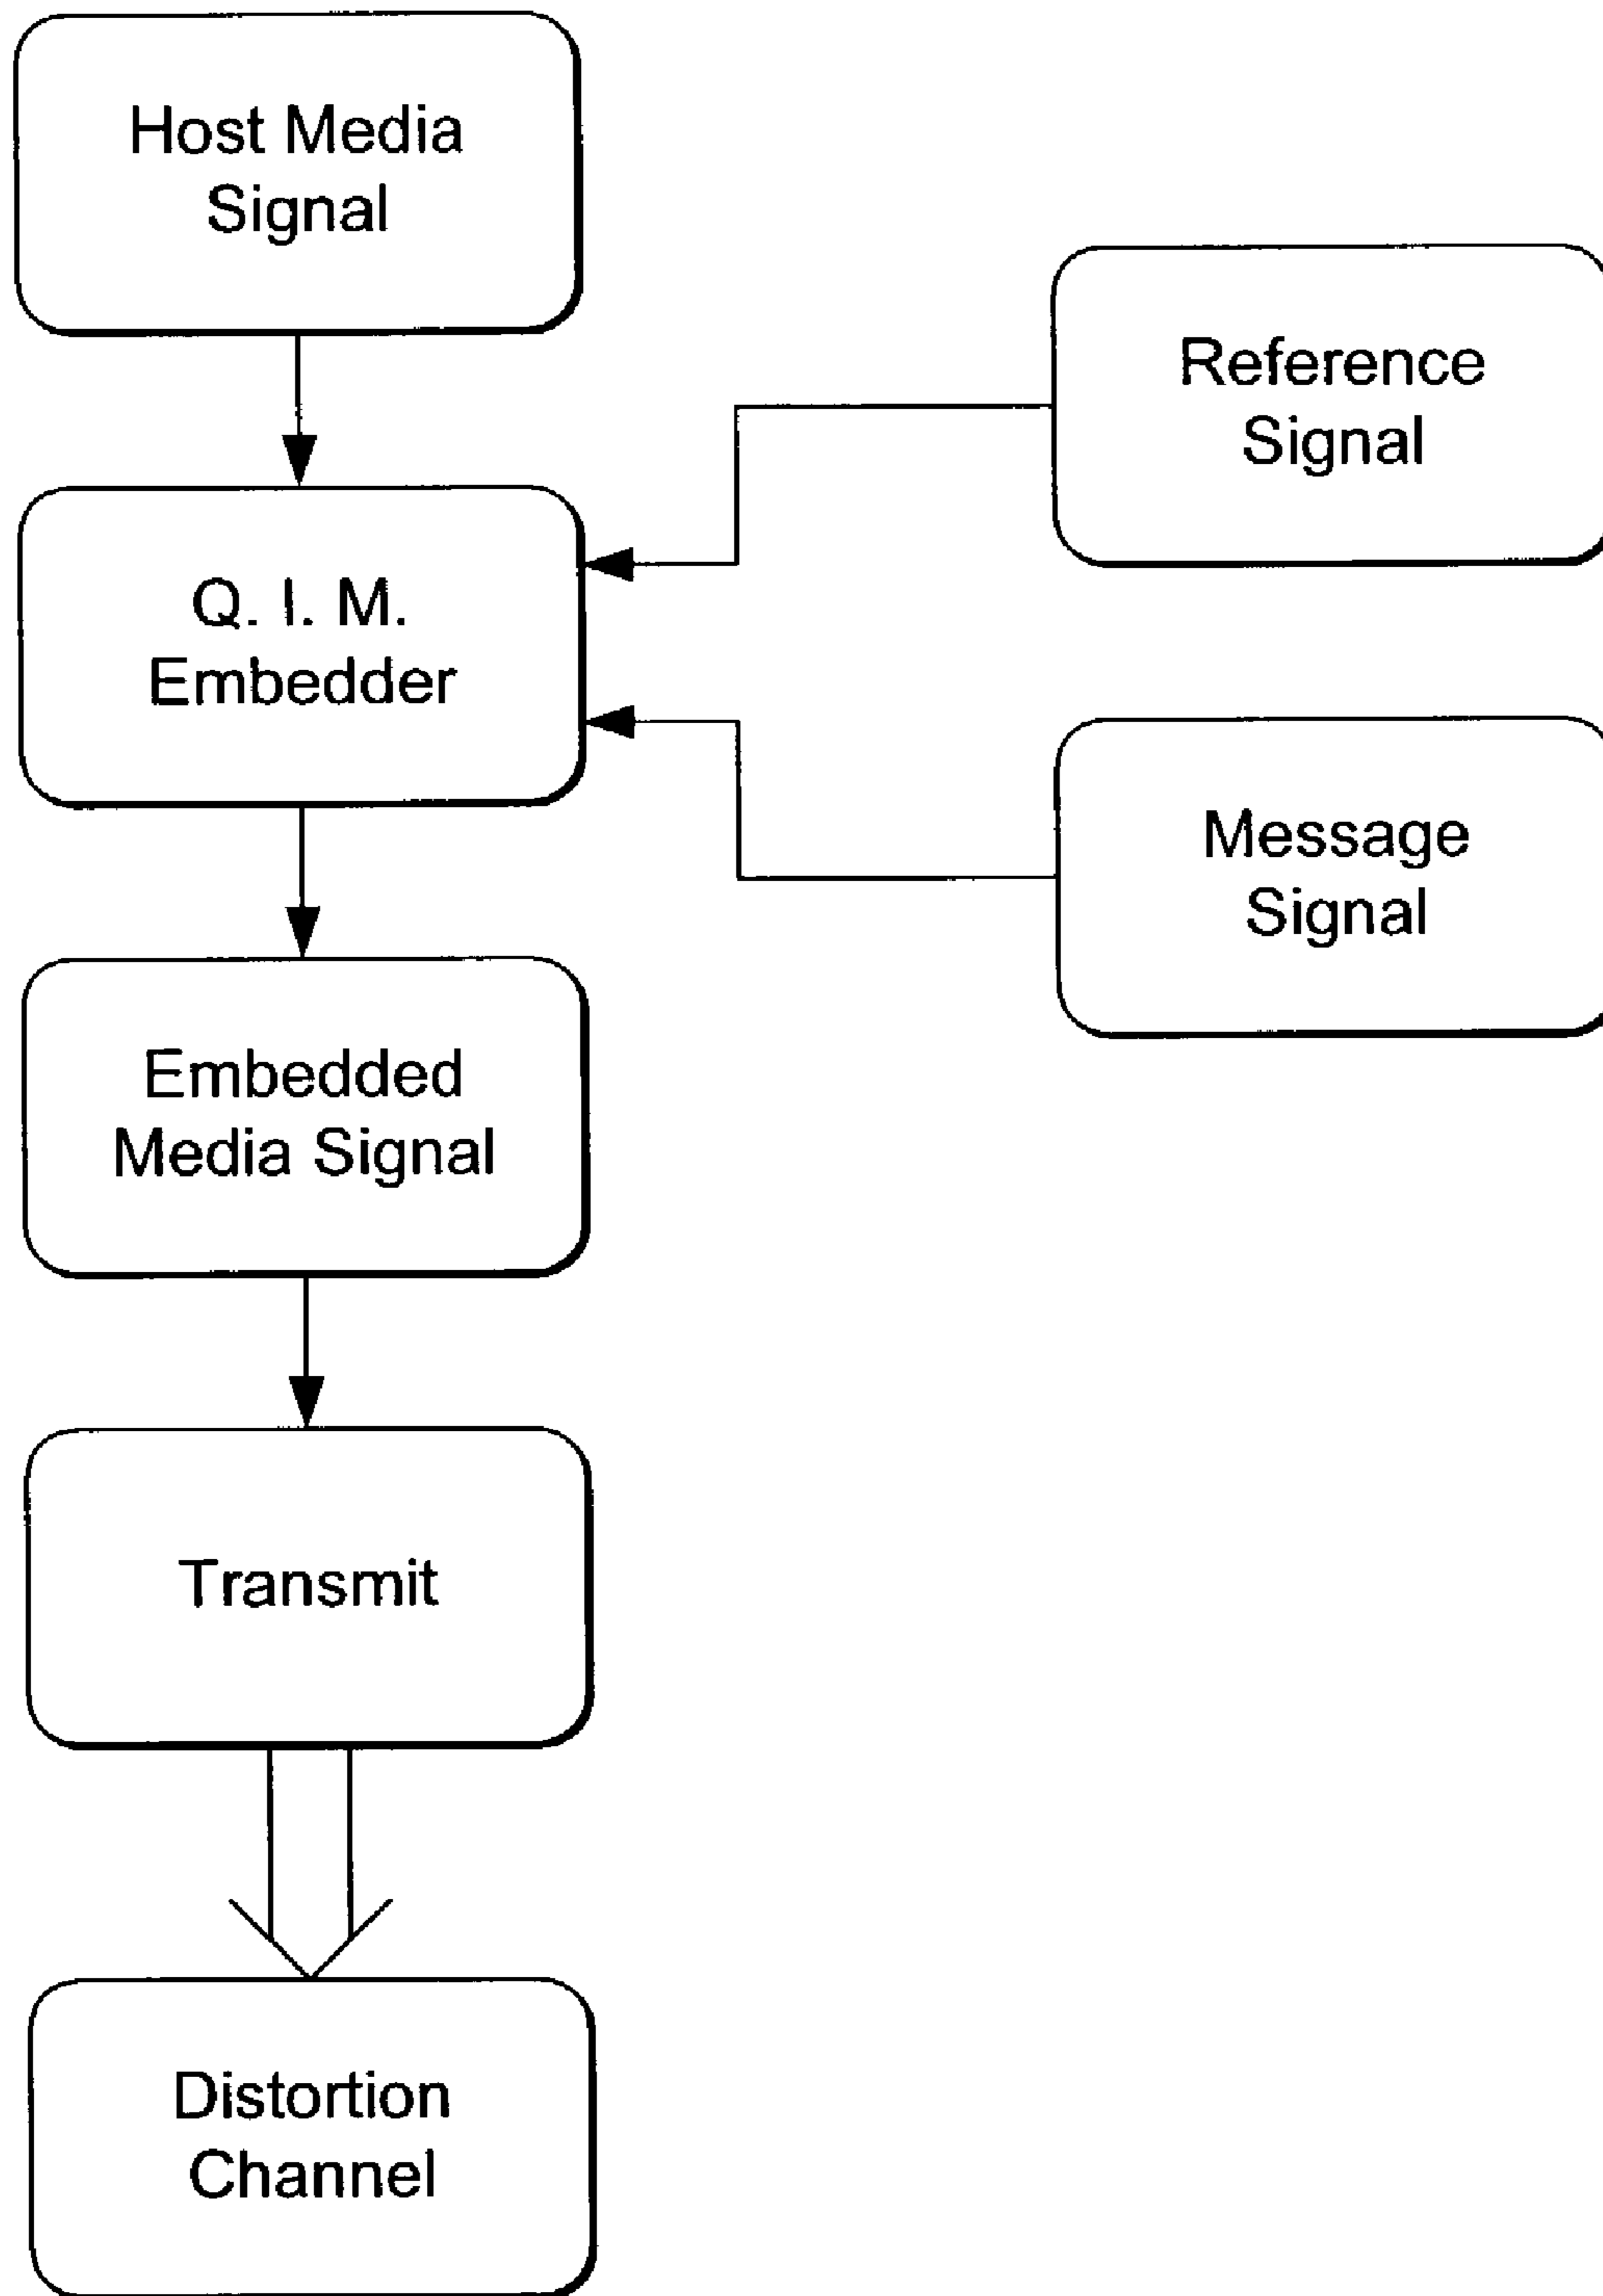 Host Media
Signal
Reference
Signal
Q. I. M.
Embedder
Message
Signal
Embedded
Media Signal
Transmit
Distortion
Channel